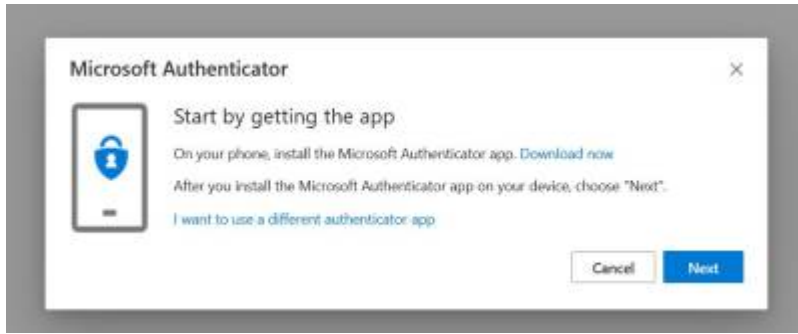 Microsoft Authenticator
Start by getting the app
On your phone, install the Microsoft Authenticator app. Download now
After you install the Microsoft Authenticator app on your device, choose "Next".
I want to use a different authenticator app
Cancel
Next